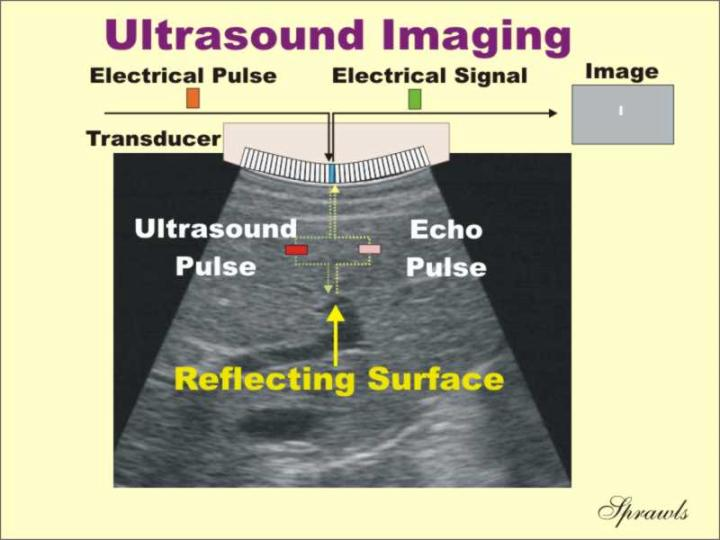 Ultrasound Imaging
Electrical Pulse
Electrical Signal
Image
Transducer
Ultrasound
Pulse
Echo
Pulse
Reflecting Surface
Sprawls